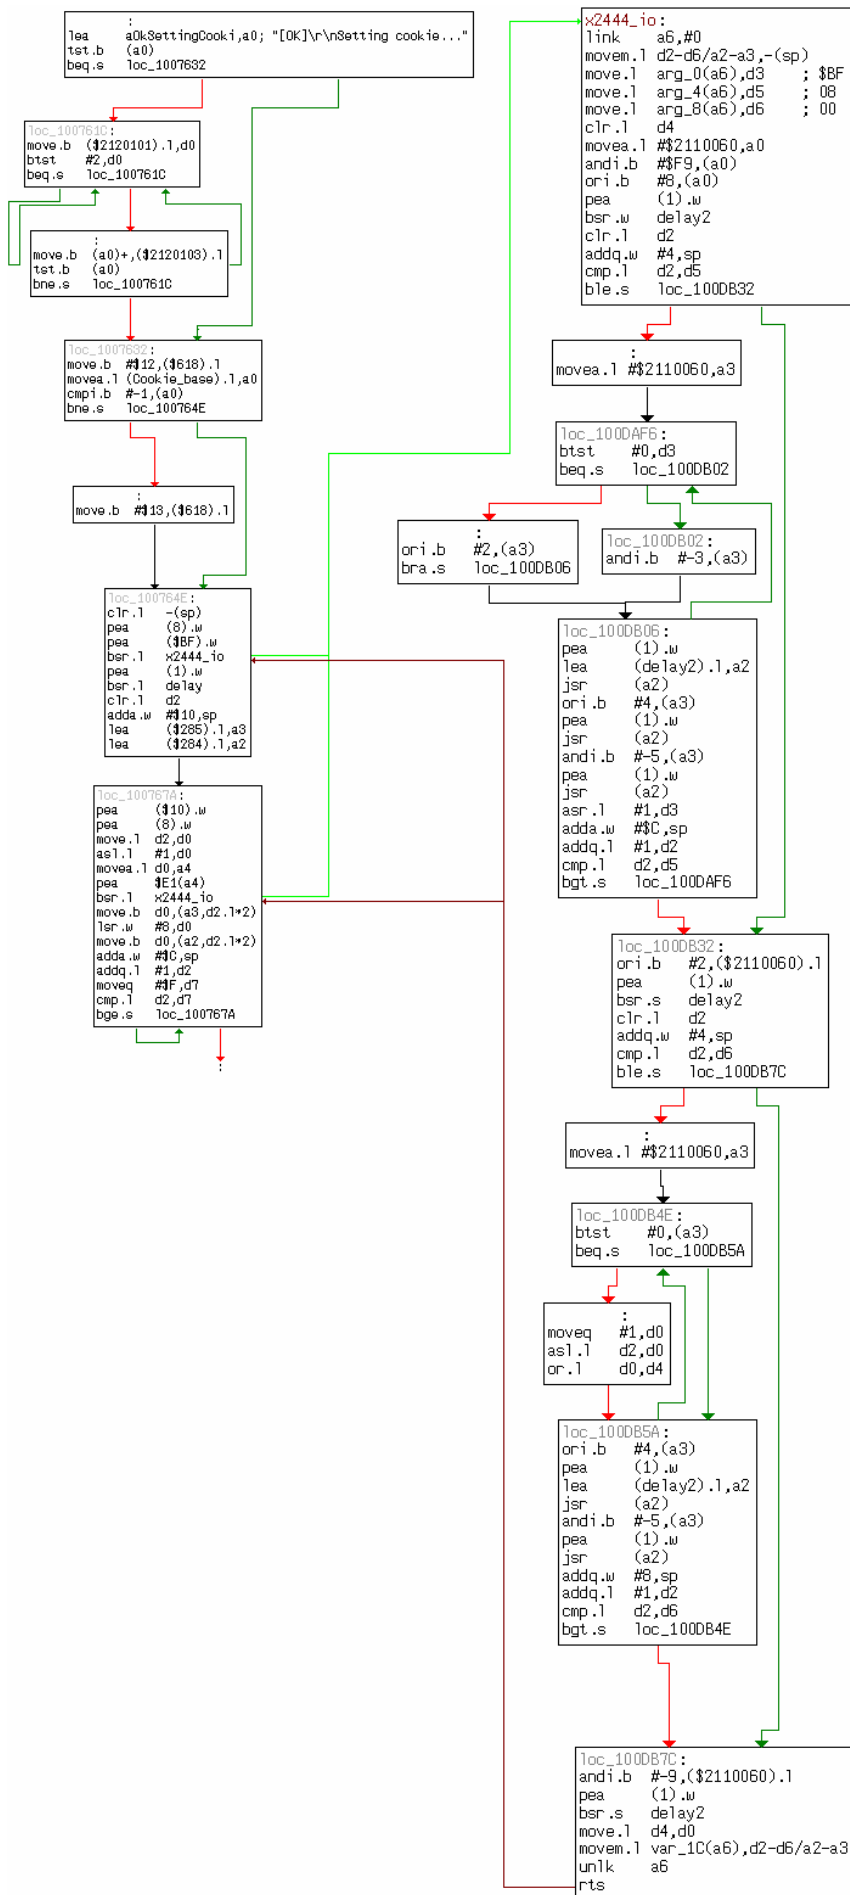 :
lea aOkSettingCooki,a0; "[OK]\r\nSetting cookie..."
tst.b (a0)
beq.s loc_1007632
loc_100761C:
move.b ($2120101).l,d0
btst #2,d0
beq.s loc_100761C
:
move.b (a0)+,($2120103).l
tst.b (a0)
bne.s loc_100761C
loc_1007632:
move.b #$12,($618).l
movea.l (Cookie_base).l,a0
cmpi.b #-1,(a0)
bne.s loc_100764E
:
move.b #$13,($618).l
loc_100764E:
clr.l -(sp)
pea (8).w
pea ($BF).w
bsr.l x2444_io
pea (1).w
bsr.l delay
clr.l d2
adda.w #$10,sp
lea ($285).l,a3
lea ($284).l,a2
loc_100767A:
pea ($10).w
pea (8).w
move.l d2,d0
asl.l #1,d0
movea.l d0,a4
pea $E1(a4)
bsr.l x2444_io
move.b d0,(a3,d2.l*2)
lsr.w #8,d0
move.b d0,(a2,d2.l*2)
adda.w #$C,sp
addq.l #1,d2
moveq #$F,d7
cmp.l d2,d7
bge.s loc_100767A
...
x2444_io:
link a6,#0
movem.l d2-d6/a2-a3,-(sp)
move.l arg_0(a6),d3 ; $BF
move.l arg_4(a6),d5 ; 08
move.l arg_8(a6),d6 ; 00
clr.l d4
movea.l #$2110060,a0
andi.b #$F9,(a0)
ori.b #8,(a0)
pea (1).w
bsr.w delay2
clr.l d2
addq.w #4,sp
cmp.l d2,d5
ble.s loc_100DB32
:
movea.l #$2110060,a3
loc_100DAF6:
btst #0,d3
beq.s loc_100DB02
:
ori.b #2,(a3)
bra.s loc_100DB06
loc_100DB02:
andi.b #-3,(a3)
loc_100DB06:
pea (1).w
lea (delay2).l,a2
jsr (a2)
ori.b #4,(a3)
pea (1).w
jsr (a2)
andi.b #-5,(a3)
pea (1).w
jsr (a2)
asr.l #1,d3
adda.w #$C,sp
addq.l #1,d2
cmp.l d2,d5
bgt.s loc_100DAF6
loc_100DB32:
ori.b #2,($2110060).l
pea (1).w
bsr.s delay2
clr.l d2
addq.w #4,sp
cmp.l d2,d6
ble.s loc_100DB7C
:
movea.l #$2110060,a3
loc_100DB4E:
btst #0,(a3)
beq.s loc_100DB5A
:
moveq #1,d0
asl.l d2,d0
or.l d0,d4
loc_100DB5A:
ori.b #4,(a3)
pea (1).w
lea (delay2).l,a2
jsr (a2)
andi.b #-5,(a3)
pea (1).w
jsr (a2)
addq.w #8,sp
addq.l #1,d2
cmp.l d2,d6
bgt.s loc_100DB4E
loc_100DB7C:
andi.b #-9,($2110060).l
pea (1).w
bsr.s delay2
move.l d4,d0
movem.l var_1C(a6),d2-d6/a2-a3
unlk a6
rts